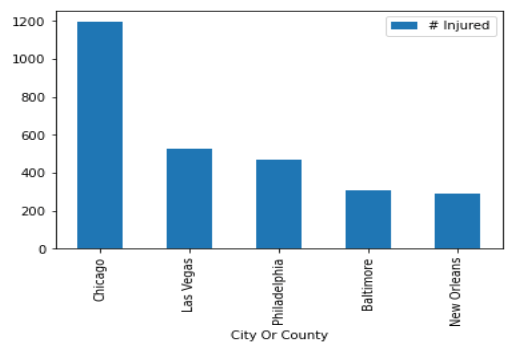 1200
1000
800
600
400
200
0
# Injured
Chicago
Las Vegas
Philadelphia
Baltimore
New Orleans
City Or County